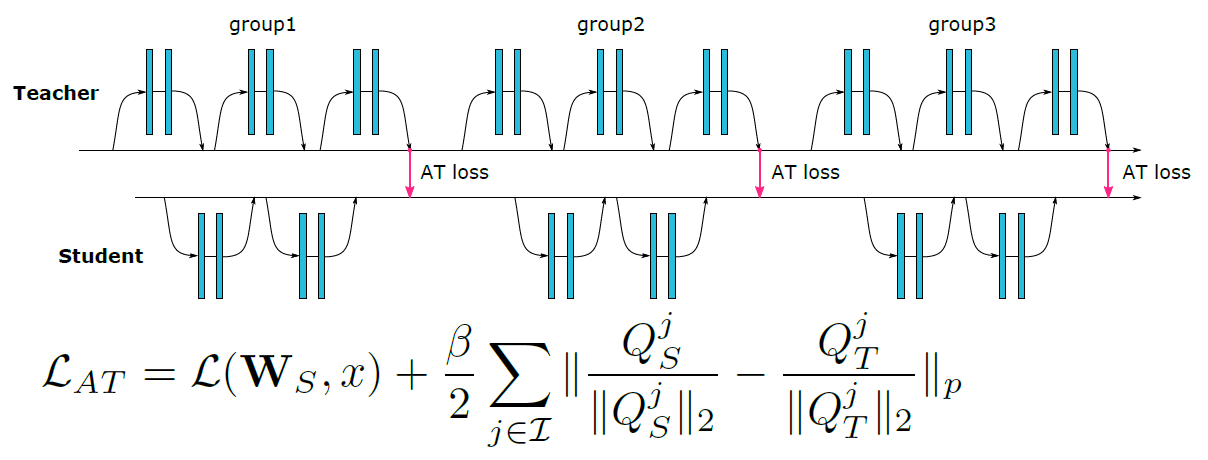 group1 group2 group3
Teacher
AT loss AT loss AT loss
Student
$\mathcal{L}_{AT} = \mathcal{L}(\mathbf{W}_S, x) + \frac{\beta}{2} \sum_{j \in \mathcal{I}} \| \frac{Q_S^j}{\|Q_S^j\|_2} - \frac{Q_T^j}{\|Q_T^j\|_2} \|_p$